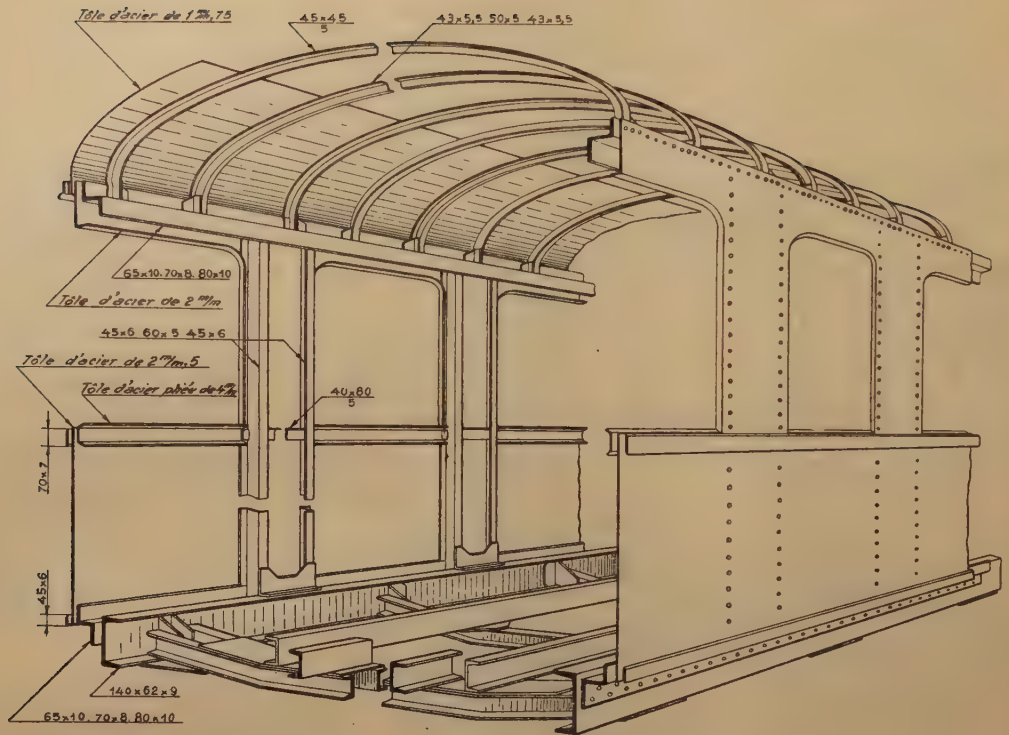 Tôle d'acier de 1 m/m,75
45×45
5
43×5,5 50×5 43×5,5
65×10. 70×8. 80×10
Tôle d'acier de 2 m/m
45×6 60×5 45×6
Tôle d'acier de 2 m/m,5
Tôle d'acier pliée de 4 m/m
40×80
5
70×7
45×6
140×62×9
65×10. 70×8. 80×10